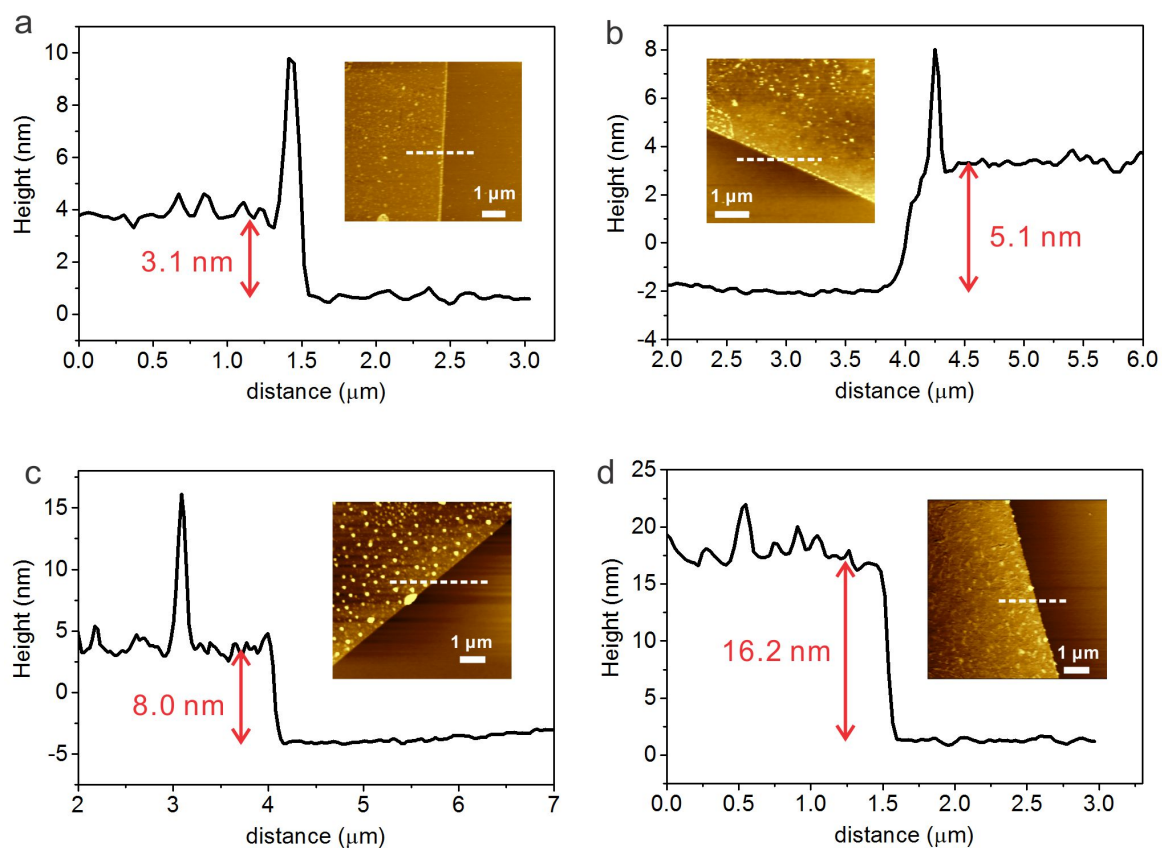 a
Height (nm)
10
8
6
4
2
0
3.1 nm
1 μm
0.0 0.5 1.0 1.5 2.0 2.5 3.0
distance (μm)
b
Height (nm)
8
6
4
2
0
-2
-4
5.1 nm
1 μm
2.0 2.5 3.0 3.5 4.0 4.5 5.0 5.5 6.0
distance (μm)
c
Height (nm)
15
10
5
0
-5
8.0 nm
1 μm
2 3 4 5 6 7
distance (μm)
d
Height (nm)
25
20
15
10
5
0
16.2 nm
1 μm
0.0 0.5 1.0 1.5 2.0 2.5 3.0
distance (μm)